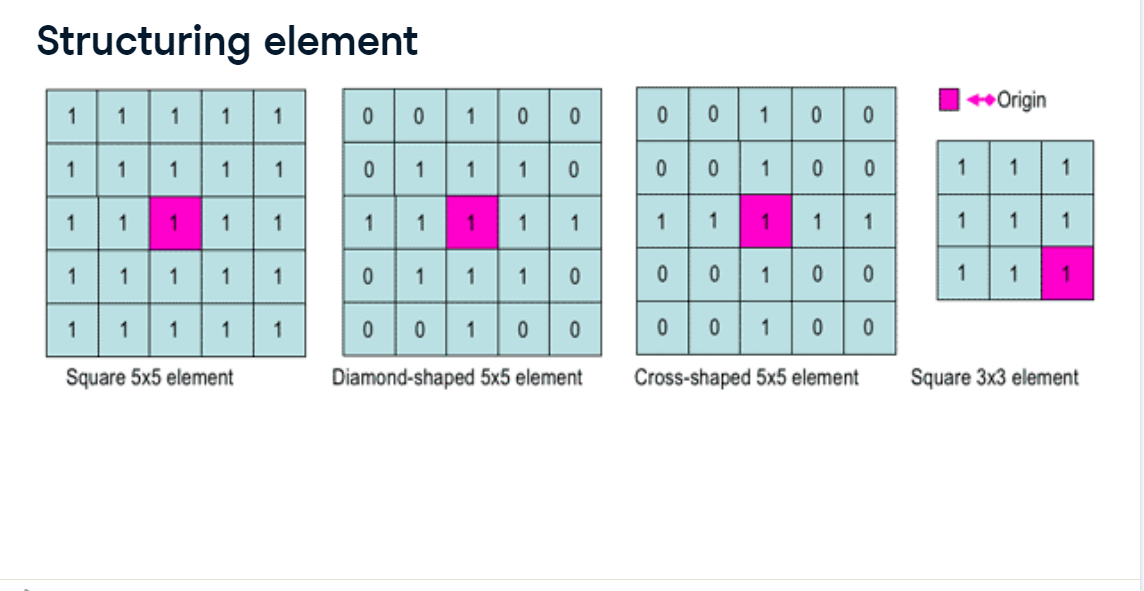 Structuring element
1 1 1 1 1
1 1 1 1 1
1 1 1 1 1
1 1 1 1 1
1 1 1 1 1
Square 5x5 element
0 0 1 0 0
0 1 1 1 0
1 1 1 1 1
0 1 1 1 0
0 0 1 0 0
Diamond-shaped 5x5 element
0 0 1 0 0
0 0 1 0 0
1 1 1 1 1
0 0 1 0 0
0 0 1 0 0
Cross-shaped 5x5 element
Origin
1 1 1
1 1 1
1 1 1
Square 3x3 element